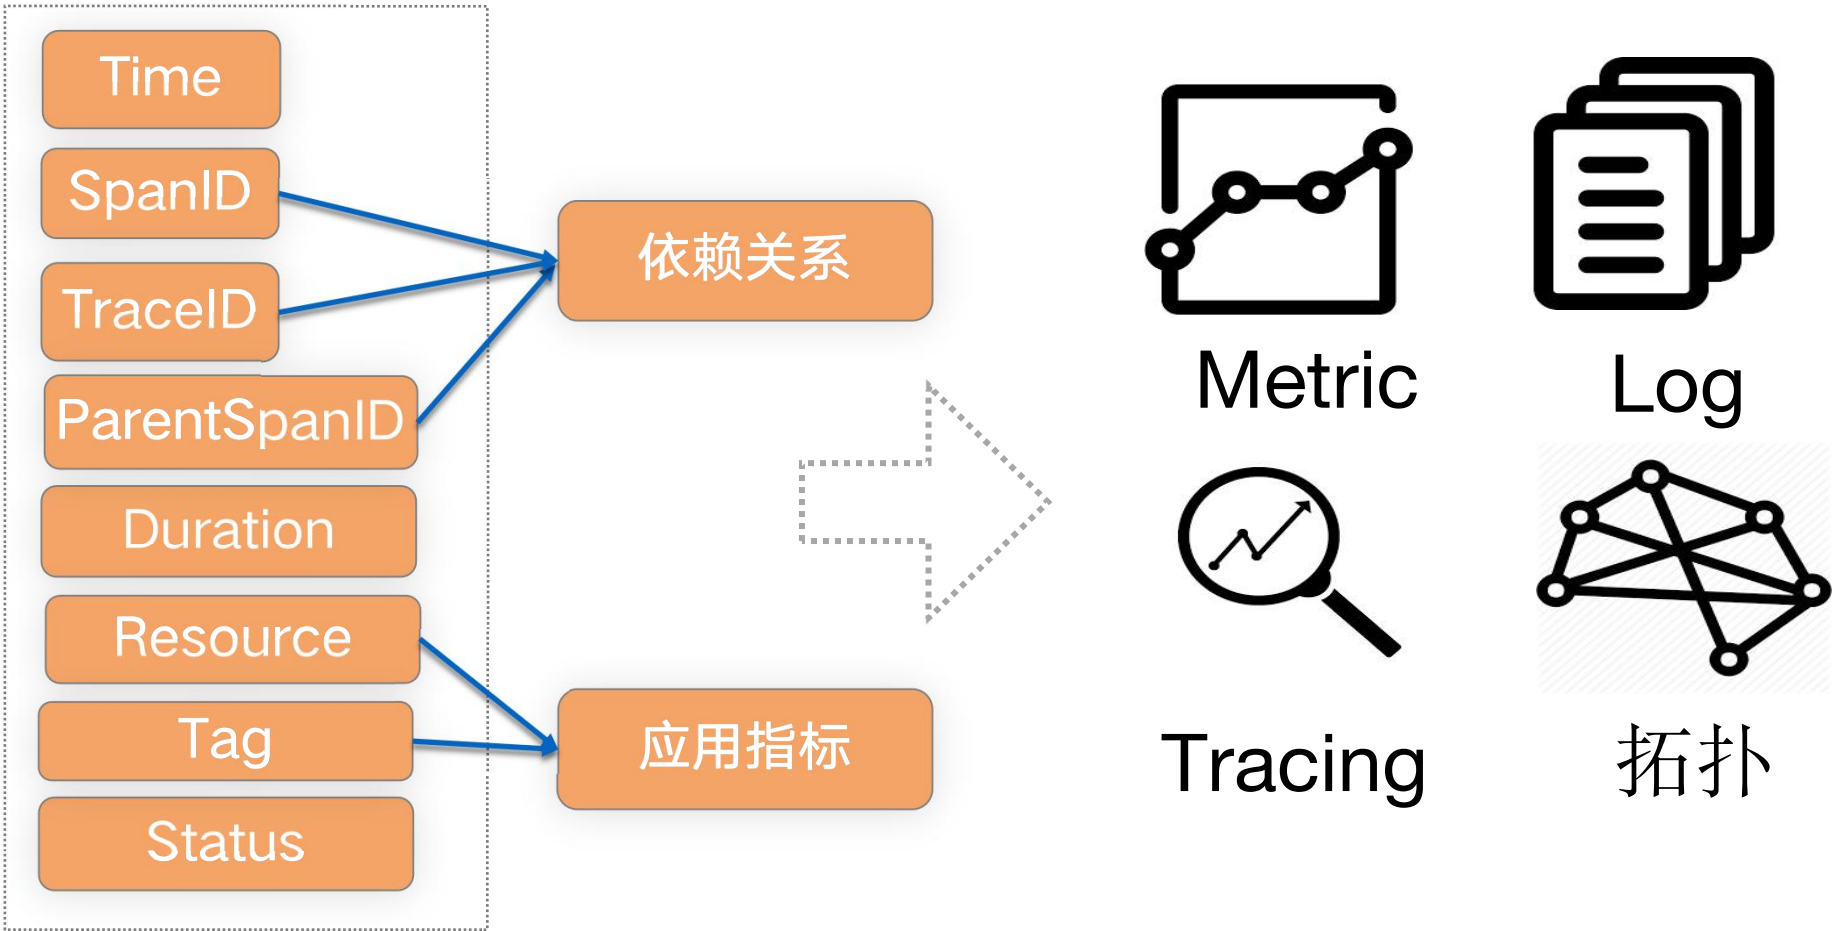 Time
SpanID
TraceID
ParentSpanID
Duration
Resource
Tag
Status
依赖关系
应用指标
Metric
Log
Tracing
拓扑